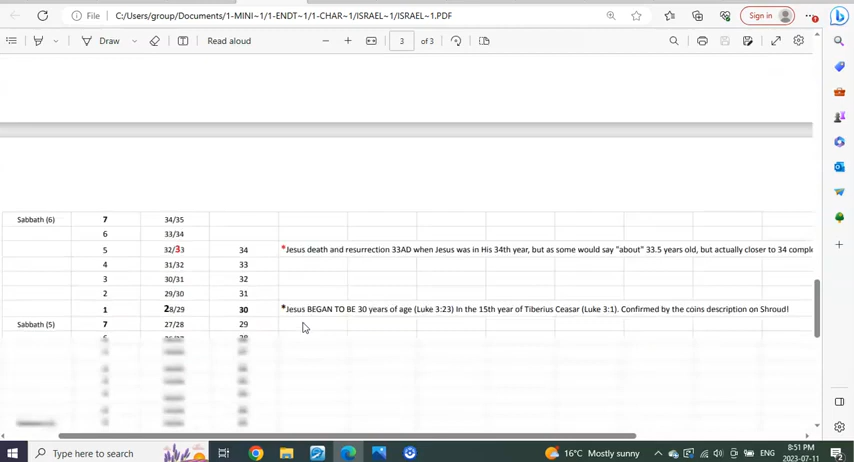 File C:/Users/group/Documents/1-MINI~1/1-ENDT~1/1-CHAR~1/ISRAEL~1/ISRAEL~1.PDF Sign in
Draw Read aloud 3 of 3
Sabbath (6) 7 34/35
6 33/34
5 32/33 34 *Jesus death and resurrection 33AD when Jesus was in His 34th year, but as some would say "about" 33.5 years old, but actually closer to 34 comple
4 31/32 33
3 30/31 32
2 29/30 31
1 28/29 30 *Jesus BEGAN TO BE 30 years of age (Luke 3:23) In the 15th year of Tiberius Ceasar (Luke 3:1). Confirmed by the coins description on Shroud!
Sabbath (5) 7 27/28 29
Type here to search 16°C Mostly sunny ENG 8:51 PM
2023-07-11